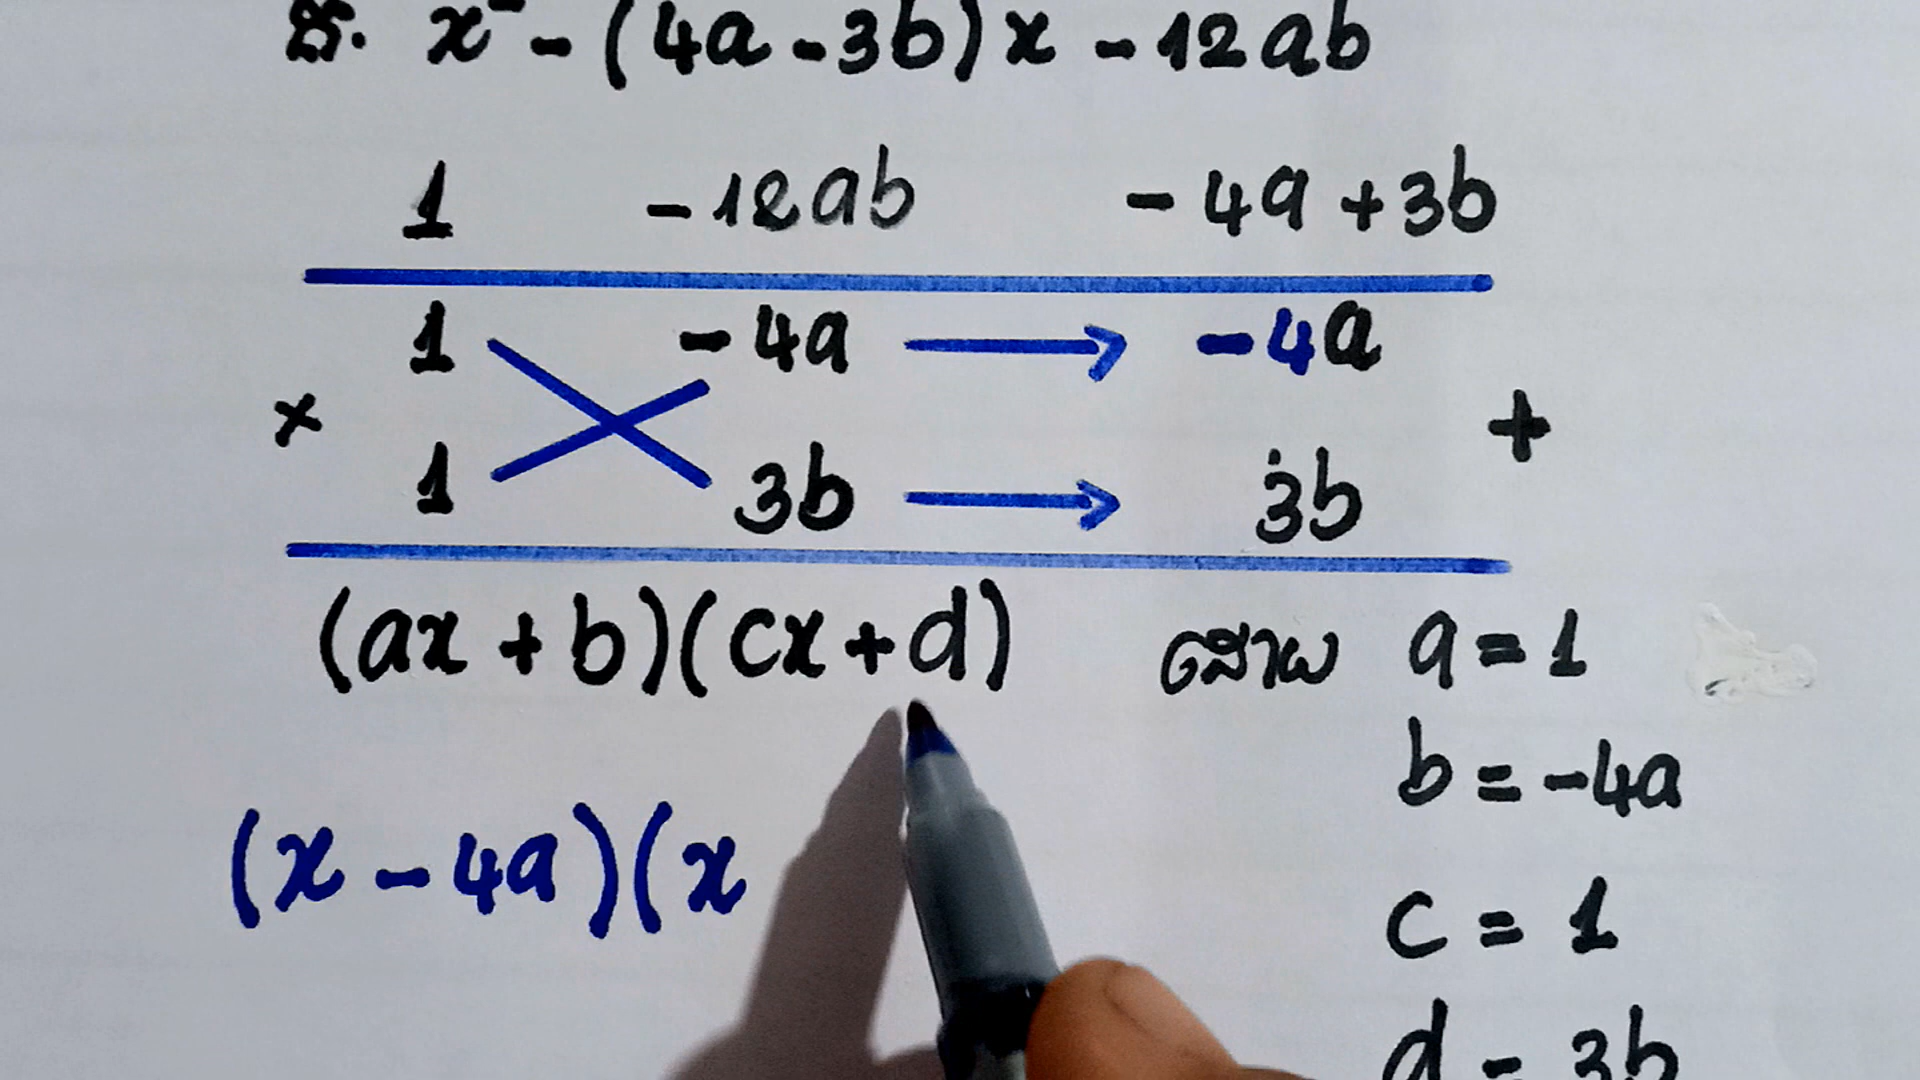 x² - (4a - 3b)x - 12ab
1 -12ab -4a + 3b
1 -4a → -4a
× +
1 3b → 3b
(ax + b)(cx + d) a = 1
b = -4a
(x - 4a)(x
c = 1
d = 3b